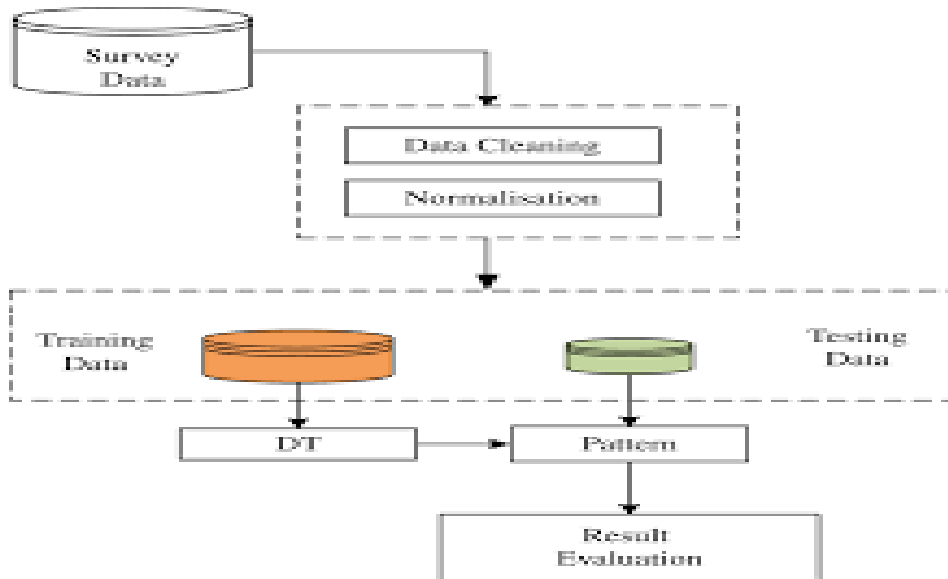 Survey
Data
Data Cleaning
Normalisation
Training
Data
Testing
Data
DT
Pattern
Result
Evaluation